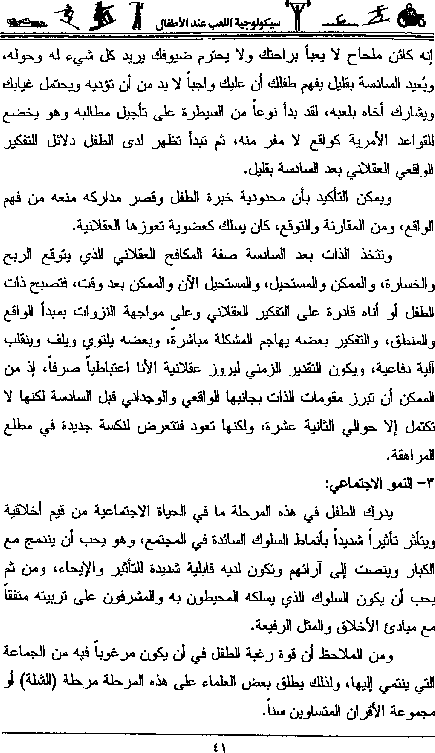 سيكولوجية اللعب عند الأطفال
إنه كائن ملحاح لا يعبأ براحتك ولا يحترم ضيوفك يريد كل شيء له وحوله،
وبُعيد السادسة بقليل يفهم طفلك أن عليك واجباً لا بد من أن تؤديه ويحتمل غيابك
ويشارك أخاه بلعبه، لقد بدأ نوعاً من السيطرة على تأجيل مطالبه وهو يخضع
للقواعد الأمرية كواقع لا مفر منه، ثم تبدأ تظهر لدى الطفل دلائل للتفكير
الواقعي العقلاني بعد السادسة بقليل.
ويمكن التأكيد بأن محدودية خبرة الطفل وقصر مداركه منعه من فهم
الواقع، ومن المقارنة والتوقع، كان يسلك كعضوية تعوزها العقلانية.
وتتخذ الذات بعد السادسة صفة المكافح العقلاني الذي يتوقع الربح
والخسارة، والممكن والمستحيل، والمستحيل الآن والممكن بعد وقت، فتصبح ذات
الطفل أو أناه قادرة على التفكير العقلاني وعلى مواجهة النزوات بمبدأ الواقع
والمنطق، والتفكير بعضه يهاجم المشكلة مباشرة، وبعضه يلتوي ويلف وينقلب
آلية دفاعية، ويكون التقدير الزمني لبروز عقلانية الأنا اعتباطياً صرفاً، إذ من
الممكن أن تبرز مقومات الذات بجانبها الواقعي والوجداني قبل السادسة لكنها لا
تكتمل إلا حوالي الثانية عشرة، ولكنها تعود فتتعرض لنكسة جديدة في مطلع
المراهقة.
٣- النمو الاجتماعي:
يدرك الطفل في هذه المرحلة ما في الحياة الاجتماعية من قيم أخلاقية
ويتأثر تأثيراً شديداً بأنماط السلوك السائدة في المجتمع، وهو يحب أن يندمج مع
الكبار وينصت إلى آرائهم وتكون لديه قابلية شديدة للتأثير والإيحاء، ومن ثم
يحب أن يكون السلوك الذي يسلكه المحيطون به والمشرفون على تربيته متفقاً
مع مبادئ الأخلاق والمثل الرفيعة.
ومن الملاحظ أن قوة رغبة الطفل في أن يكون مرغوباً فيه من الجماعة
التي ينتمي إليها، ولذلك يطلق بعض العلماء على هذه المرحلة مرحلة (الشلة) أو
مجموعة الأقران المتساوين سناً.
٤١